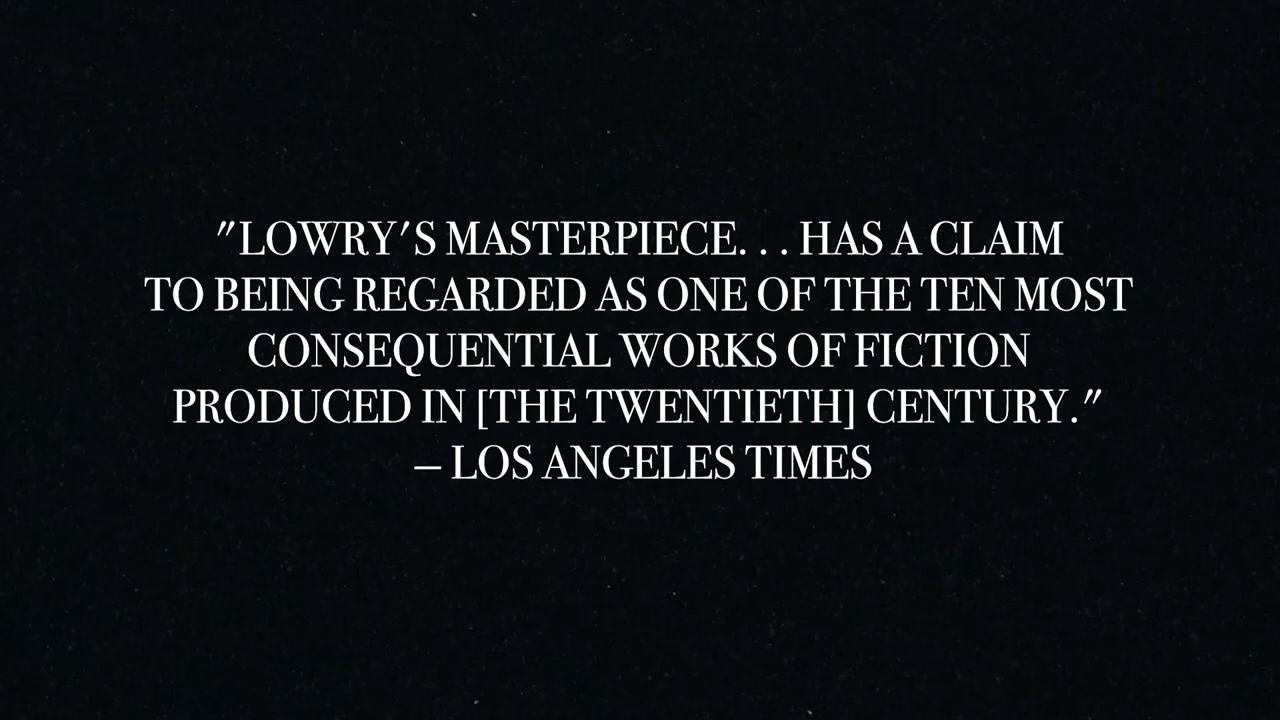 "LOWRY'S MASTERPIECE. . . HAS A CLAIM
TO BEING REGARDED AS ONE OF THE TEN MOST
CONSEQUENTIAL WORKS OF FICTION
PRODUCED IN [THE TWENTIETH] CENTURY."
– LOS ANGELES TIMES